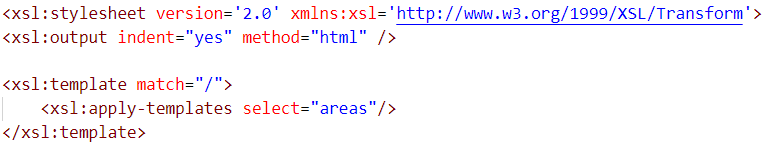 <xsl:stylesheet version='2.0' xmlns:xsl='http://www.w3.org/1999/XSL/Transform'>
<xsl:output indent="yes" method="html" />
<xsl:template match="/">
<xsl:apply-templates select="areas"/>
</xsl:template>